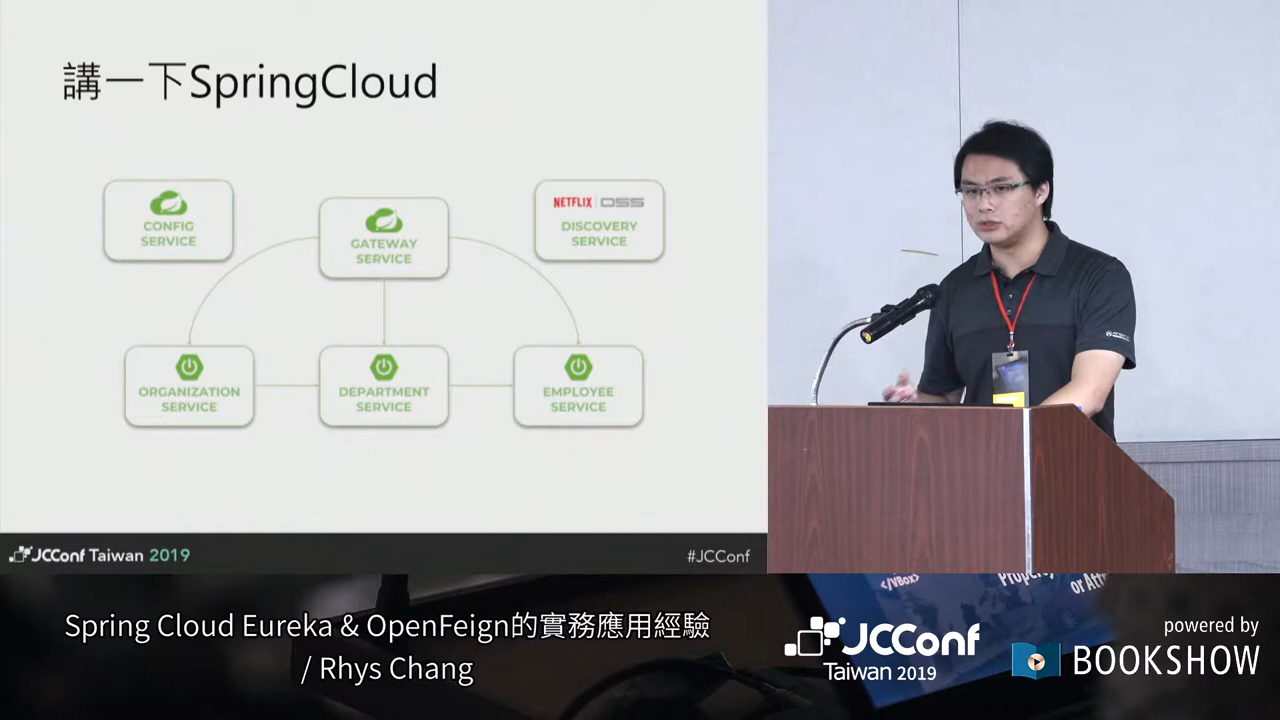 講一下SpringCloud
CONFIG
SERVICE
GATEWAY
SERVICE
NETFLIX OSS
DISCOVERY
SERVICE
ORGANIZATION
SERVICE
DEPARTMENT
SERVICE
EMPLOYEE
SERVICE
JCConf Taiwan 2019
#JCConf
</VBox>
Spring Cloud Eureka & OpenFeign的實務應用經驗
/ Rhys Chang
JCConf
Taiwan 2019
powered by
BOOKSHOW